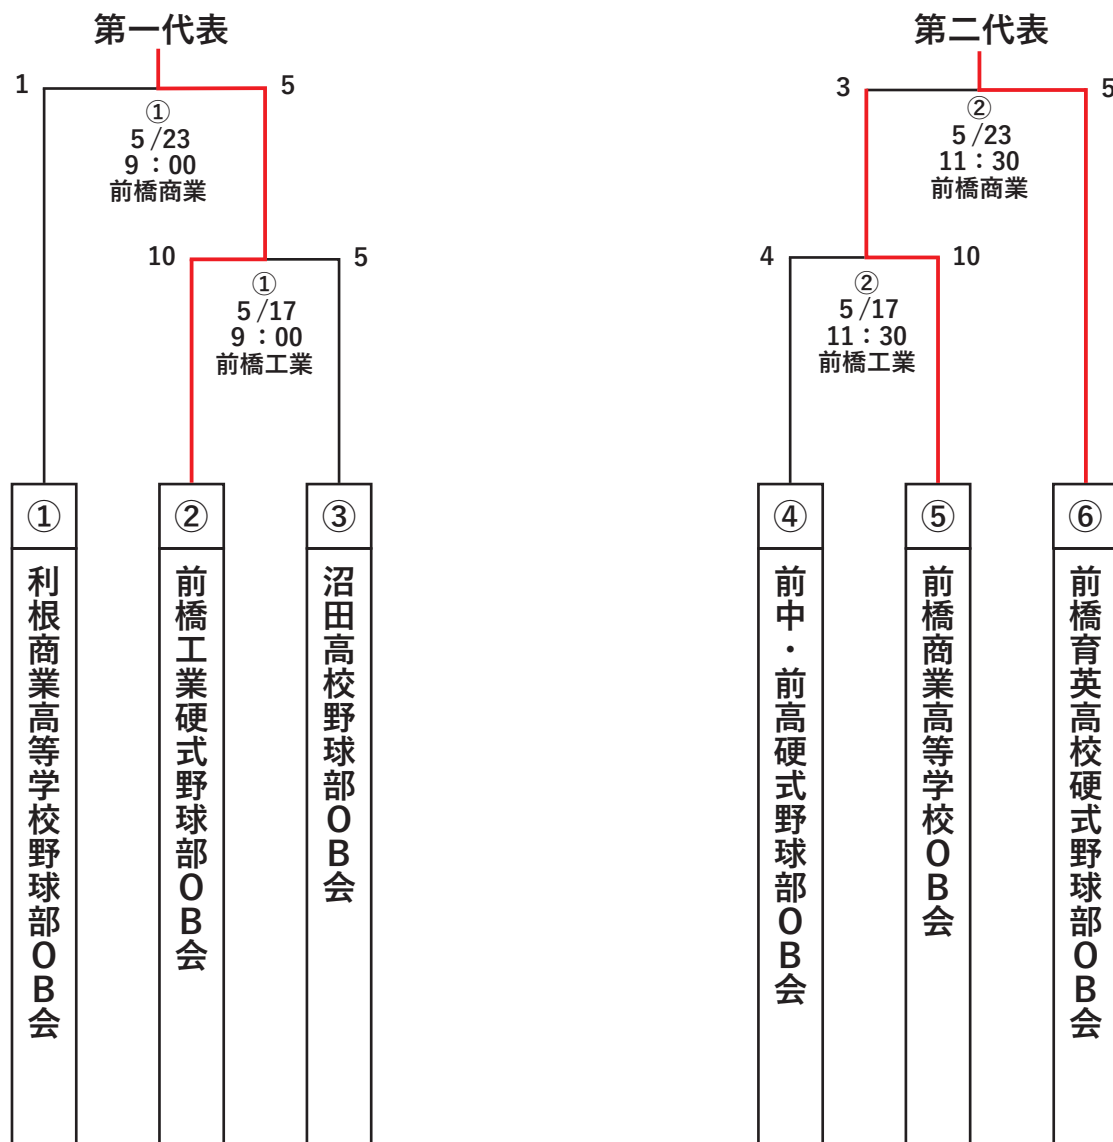 第一代表
1
5
①
5/23
9：00
前橋商業
10
5
①
5/17
9：00
前橋工業
①
利根商業高等学校野球部OB会
②
前橋工業硬式野球部OB会
③
沼田高校野球部OB会
第二代表
3
5
②
5/23
11：30
前橋商業
4
10
②
5/17
11：30
前橋工業
④
前中・前高硬式野球部OB会
⑤
前橋商業高等学校OB会
⑥
前橋育英高校硬式野球部OB会